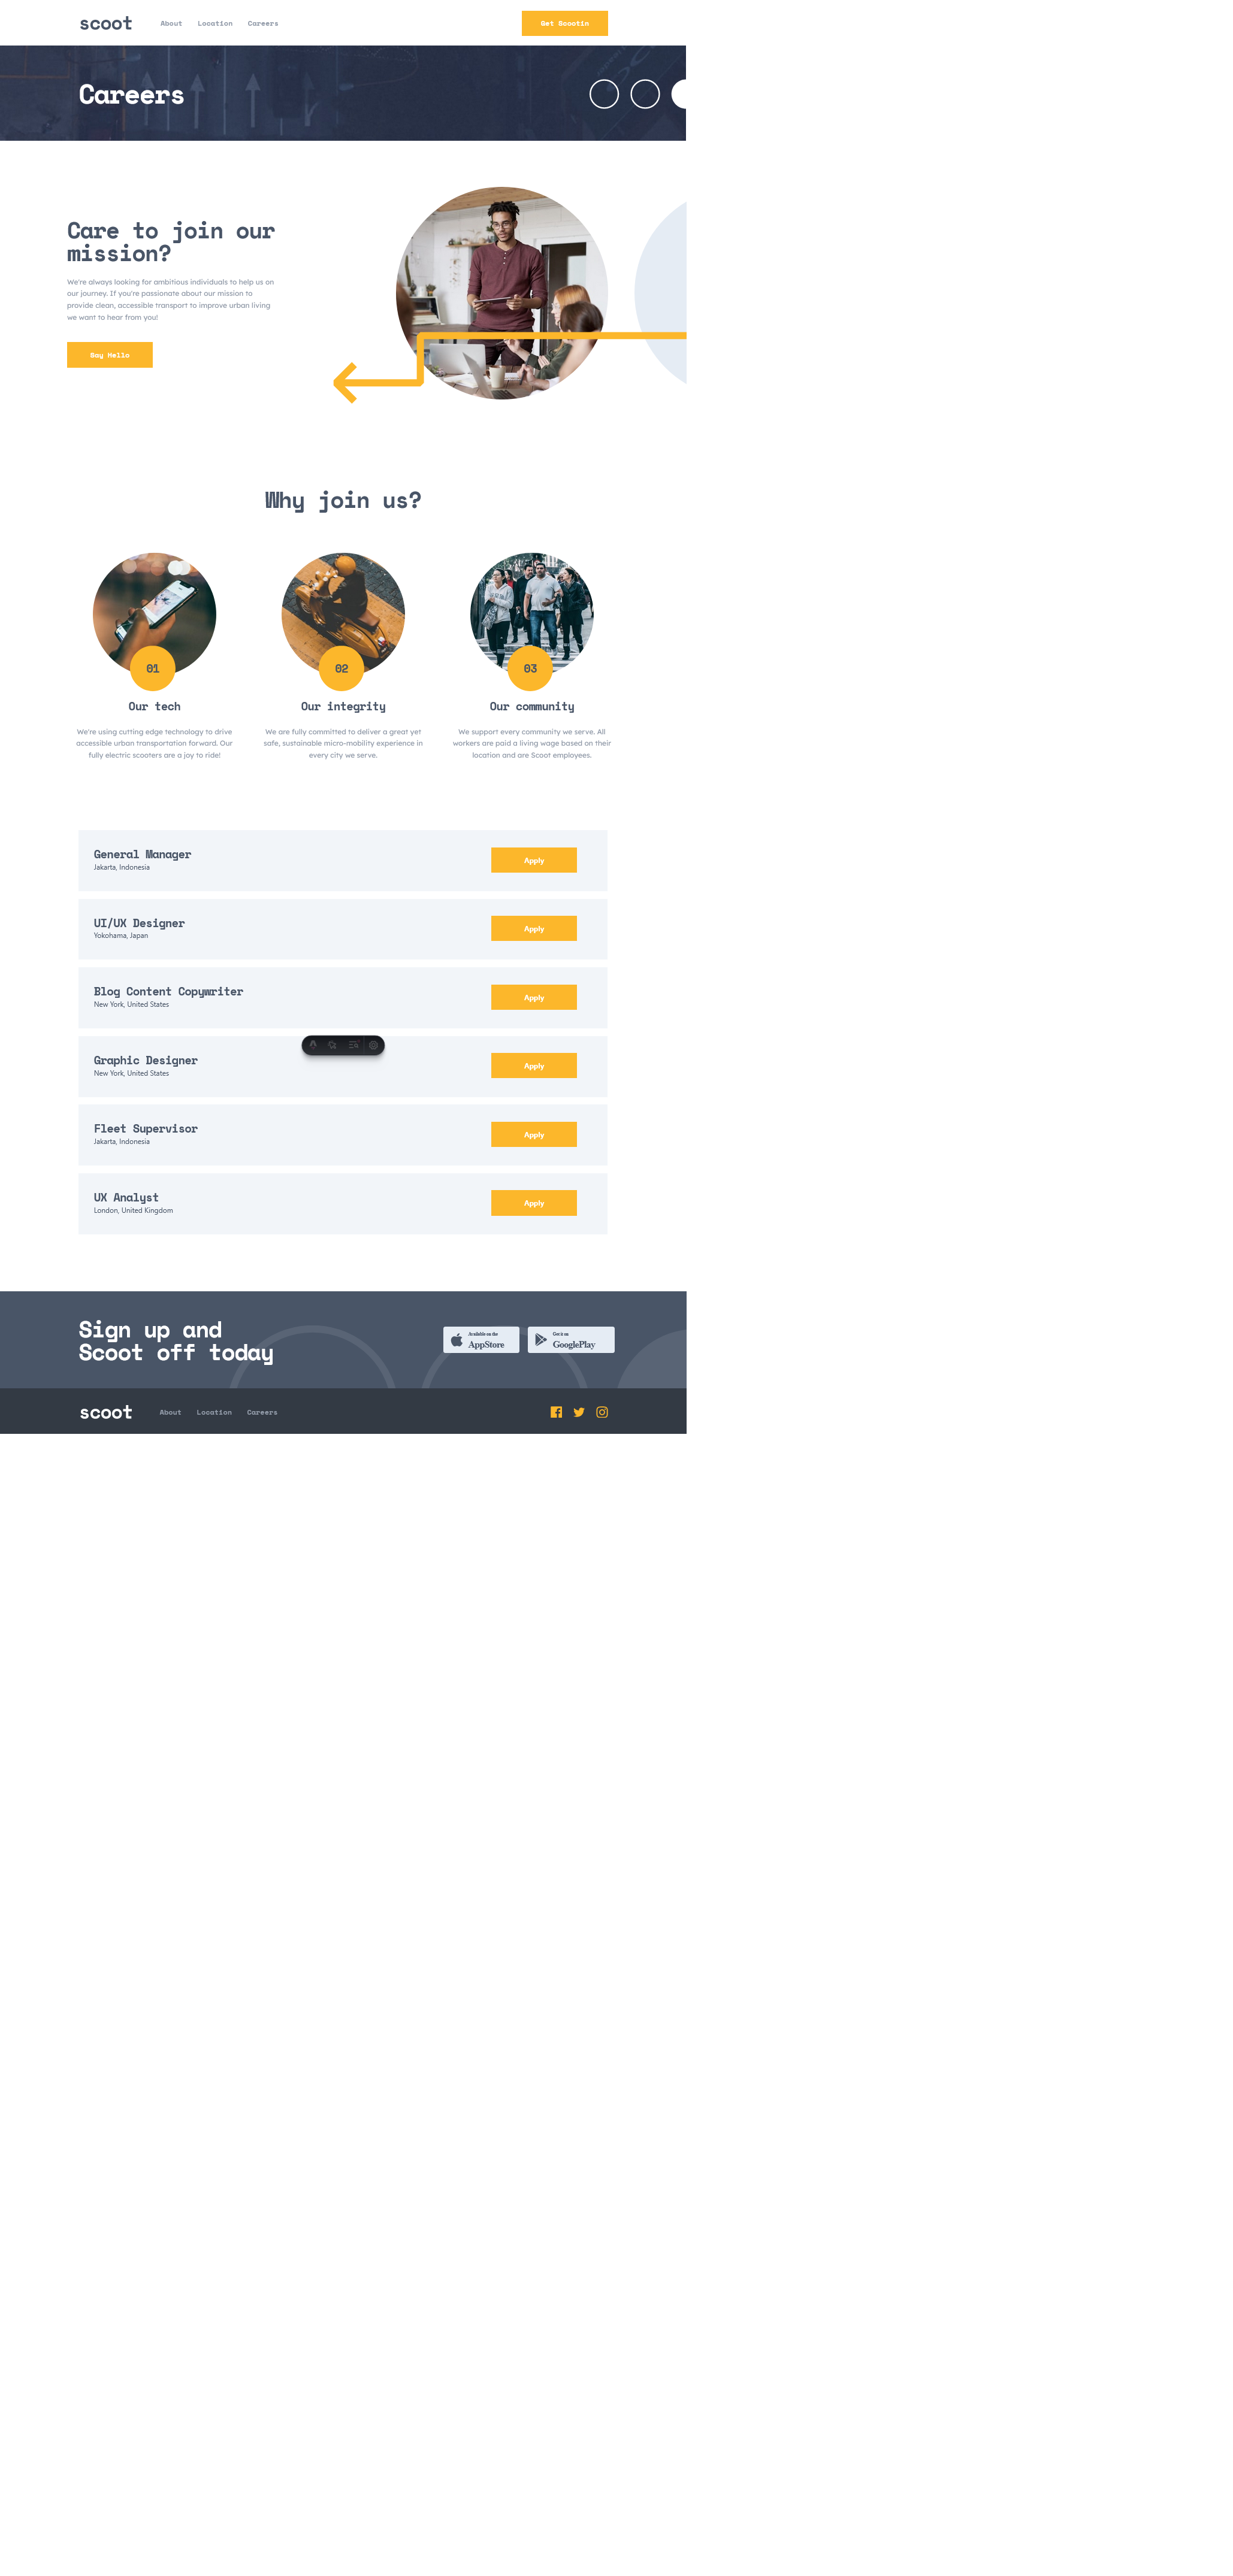 scoot About Location Careers Get Scootin
Careers
Care to join our
mission?
We're always looking for ambitious individuals to help us on
our journey. If you're passionate about our mission to
provide clean, accessible transport to improve urban living
we want to hear from you!
Say Hello
Why join us?
01
Our tech
We're using cutting edge technology to drive
accessible urban transportation forward. Our
fully electric scooters are a joy to ride!
02
Our integrity
We are fully committed to deliver a great yet
safe, sustainable micro-mobility experience in
every city we serve.
03
Our community
We support every community we serve. All
workers are paid a living wage based on their
location and are Scoot employees.
General Manager
Jakarta, Indonesia
Apply
UI/UX Designer
Yokohama, Japan
Apply
Blog Content Copywriter
New York, United States
Apply
Graphic Designer
New York, United States
Apply
Fleet Supervisor
Jakarta, Indonesia
Apply
UX Analyst
London, United Kingdom
Apply
Sign up and
Scoot off today
Available on the
AppStore
Get it on
GooglePlay
scoot About Location Careers